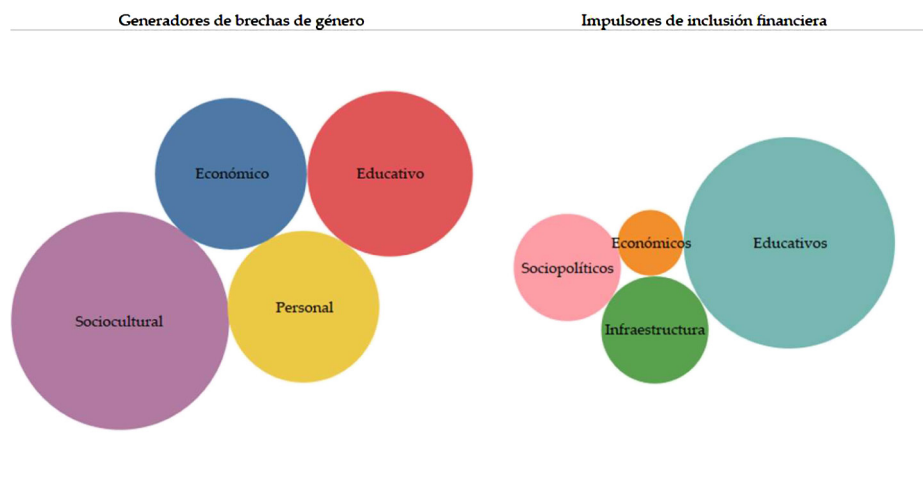 Generadores de brechas de género
Impulsores de inclusión financiera
Económico
Educativo
Sociocultural
Personal
Económicos
Educativos
Sociopolíticos
Infraestructura